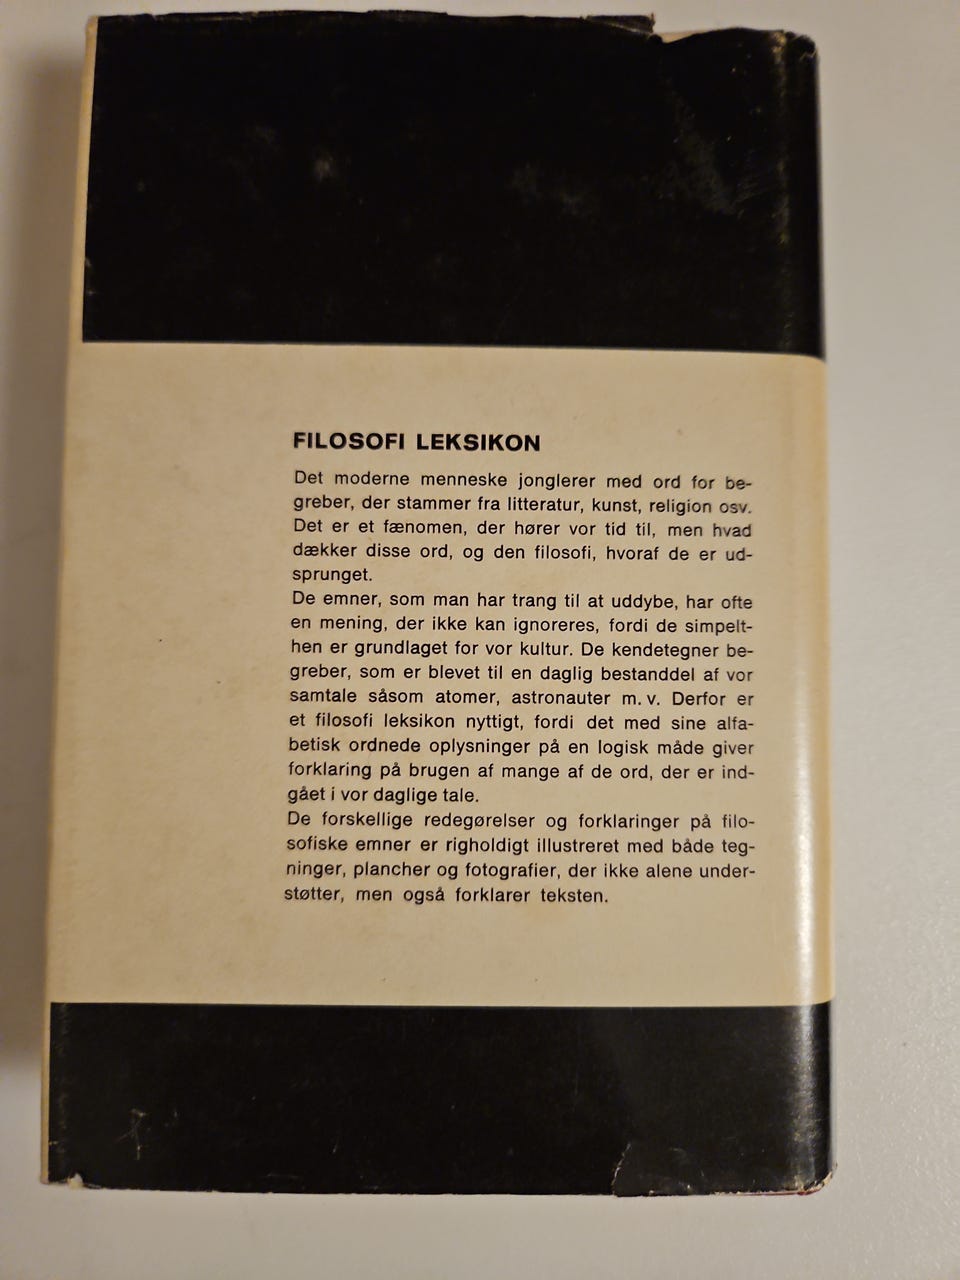 FILOSOFI LEKSIKON
Det moderne menneske jonglerer med ord for be-
greber, der stammer fra litteratur, kunst, religion osv.
Det er et fænomen, der hører vor tid til, men hvad
dækker disse ord, og den filosofi, hvoraf de er ud-
sprunget.
De emner, som man har trang til at uddybe, har ofte
en mening, der ikke kan ignoreres, fordi de simpelt-
hen er grundlaget for vor kultur. De kendetegner be-
greber, som er blevet til en daglig bestanddel af vor
samtale såsom atomer, astronauter m. v. Derfor er
et filosofi leksikon nyttigt, fordi det med sine alfa-
betisk ordnede oplysninger på en logisk måde giver
forklaring på brugen af mange af de ord, der er ind-
gået i vor daglige tale.
De forskellige redegørelser og forklaringer på filo-
sofiske emner er righoldigt illustreret med både teg-
ninger, plancher og fotografier, der ikke alene under-
støtter, men også forklarer teksten.